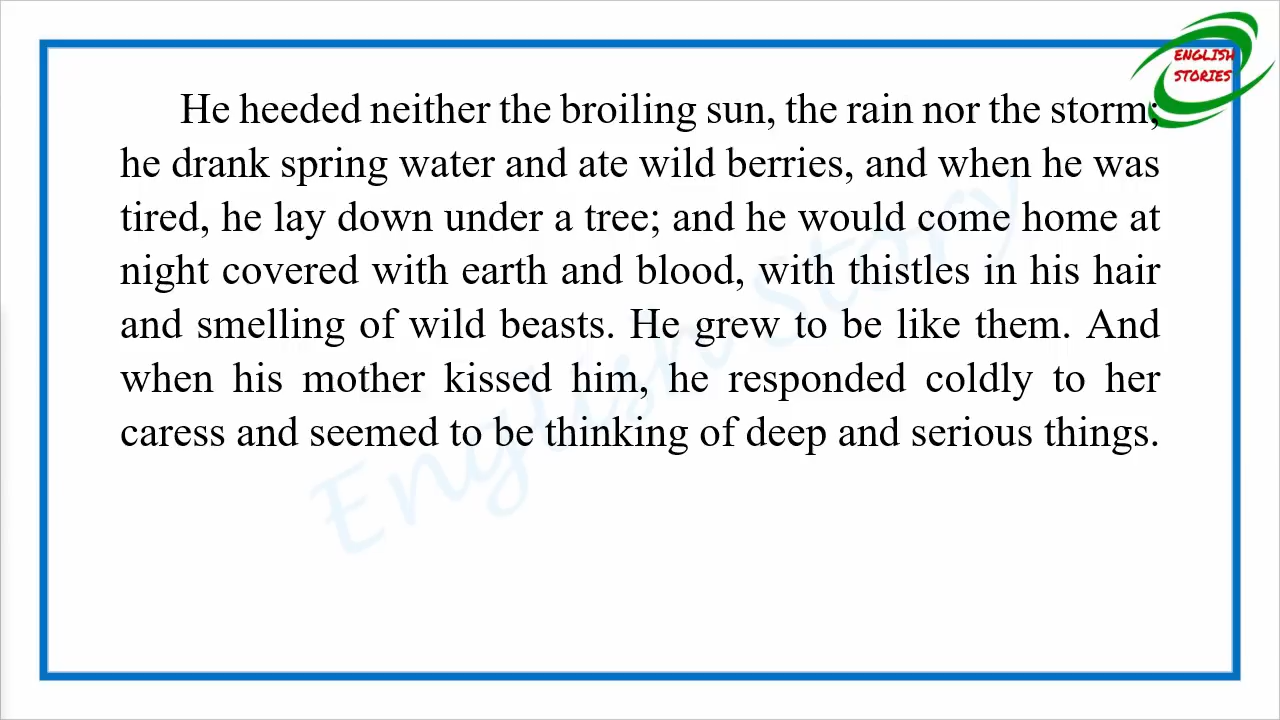 ENGLISH
STORIES
He heeded neither the broiling sun, the rain nor the storm;
he drank spring water and ate wild berries, and when he was
tired, he lay down under a tree; and he would come home at
night covered with earth and blood, with thistles in his hair
and smelling of wild beasts. He grew to be like them. And
when his mother kissed him, he responded coldly to her
caress and seemed to be thinking of deep and serious things.
English Story